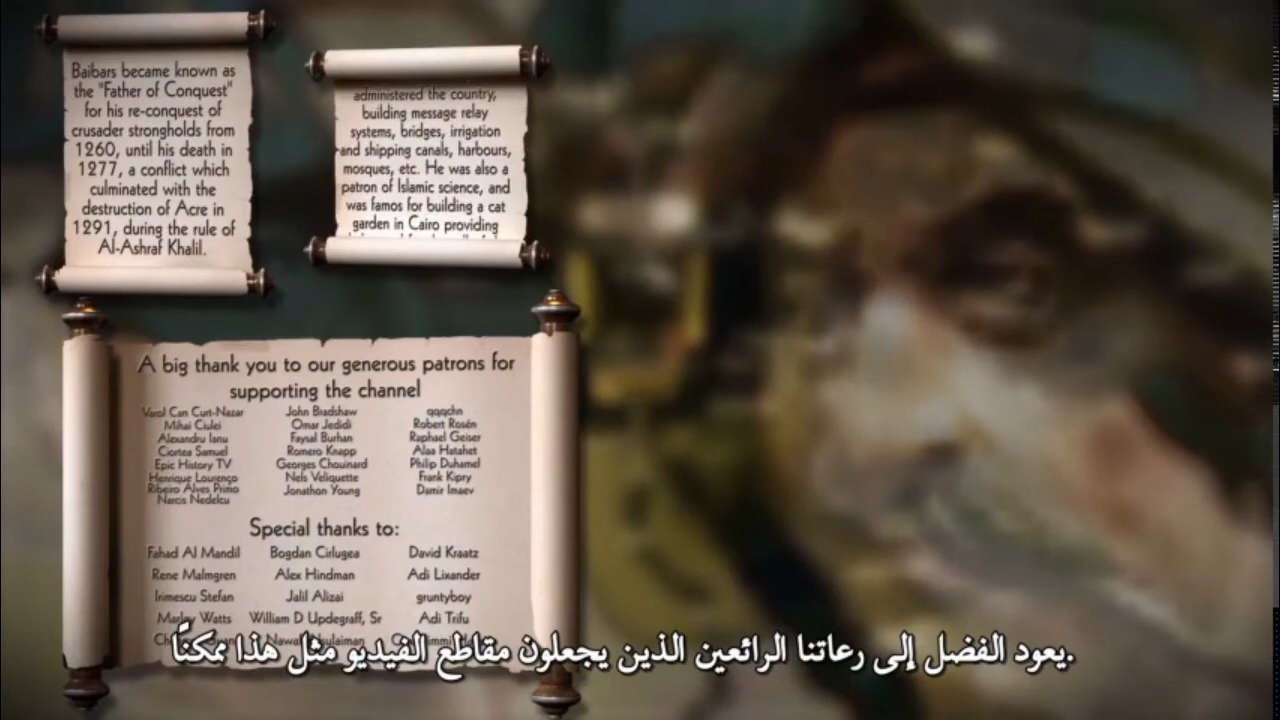 Baibars became known as
the "Father of Conquest"
for his re-conquest of
crusader strongholds from
1260, until his death in
1277, a conflict which
culminated with the
destruction of Acre in
1291, during the rule of
Al-Ashraf Khalil.
administered the country,
building message relay
systems, bridges, irrigation
and shipping canals, harbours,
mosques, etc. He was also a
patron of Islamic science, and
was famos for building a cat
garden in Cairo providing
A big thank you to our generous patrons for
supporting the channel
Varol Can Curt-Nazar John Bradshaw qqqchn
Mihai Ciulei Omar Jedidi Robert Rosén
Alexandru Ianu Faysal Burhan Raphael Geiser
Ciortea Samuel Romero Knapp Alaa Hatahet
Epic History TV Georges Chouinard Philip Duhamel
Henrique Lourenço Nels Veliquette Frank Kipry
Ribeiro Alves Primo Jonathon Young Damir Imaev
Narcis Nedelcu
Special thanks to:
Fahad Al Mandil Bogdan Cirlugea David Kraatz
Rene Malmgren Alex Hindman Adi Lixander
Irimescu Stefan Jalil Alizai gruntyboy
Watts William D Updegraff, Sr Adi Trifu
يعود الفضل إلى رعاتنا الرائعين الذين يجعلون مقاطع الفيديو مثل هذا ممكنًا.